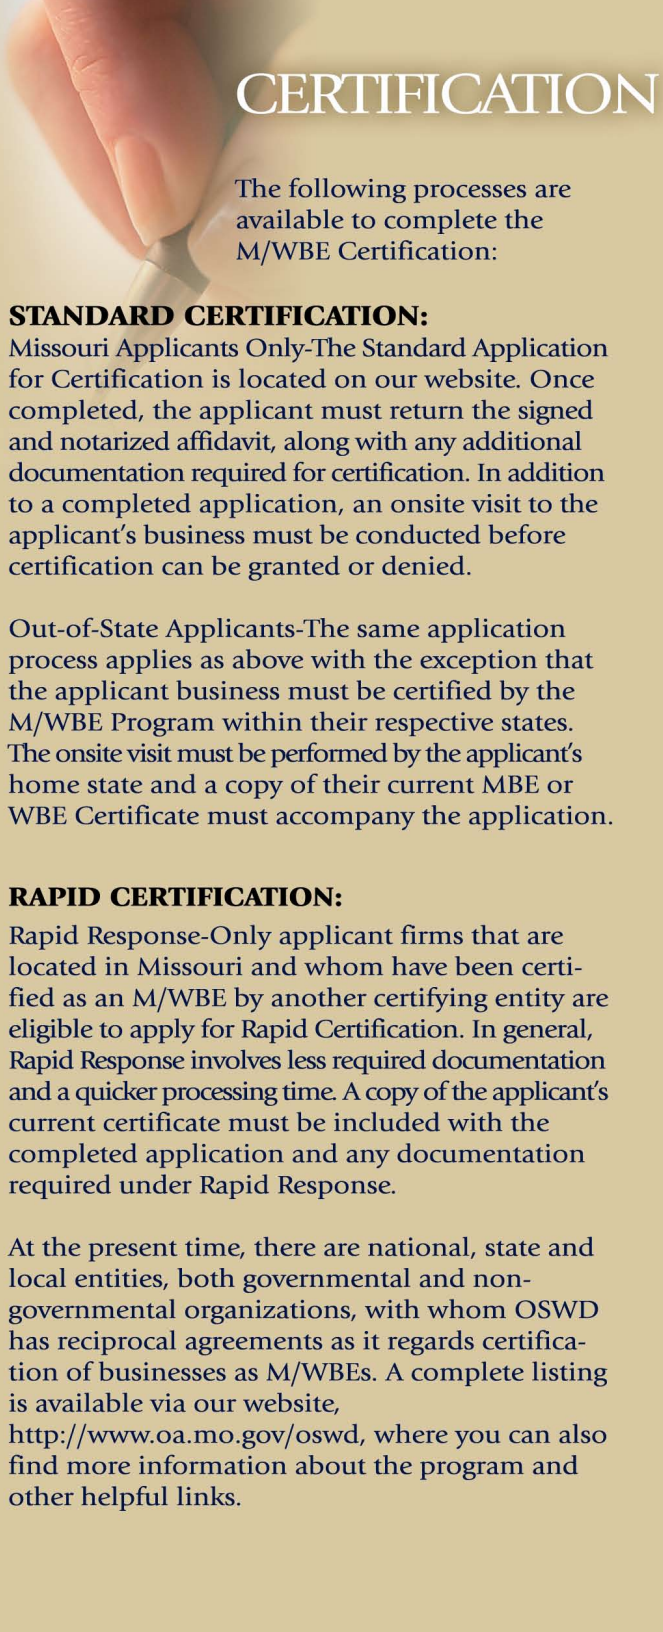 CERTIFICATION
The following processes are
available to complete the
M/WBE Certification:
STANDARD CERTIFICATION:
Missouri Applicants Only-The Standard Application
for Certification is located on our website. Once
completed, the applicant must return the signed
and notarized affidavit, along with any additional
documentation required for certification. In addition
to a completed application, an onsite visit to the
applicant's business must be conducted before
certification can be granted or denied.
Out-of-State Applicants-The same application
process applies as above with the exception that
the applicant business must be certified by the
M/WBE Program within their respective states.
The onsite visit must be performed by the applicant's
home state and a copy of their current MBE or
WBE Certificate must accompany the application.
RAPID CERTIFICATION:
Rapid Response-Only applicant firms that are
located in Missouri and whom have been certi-
fied as an M/WBE by another certifying entity are
eligible to apply for Rapid Certification. In general,
Rapid Response involves less required documentation
and a quicker processing time. A copy of the applicant's
current certificate must be included with the
completed application and any documentation
required under Rapid Response.
At the present time, there are national, state and
local entities, both governmental and non-
governmental organizations, with whom OSWD
has reciprocal agreements as it regards certifica-
tion of businesses as M/WBEs. A complete listing
is available via our website,
http://www.oa.mo.gov/oswd, where you can also
find more information about the program and
other helpful links.